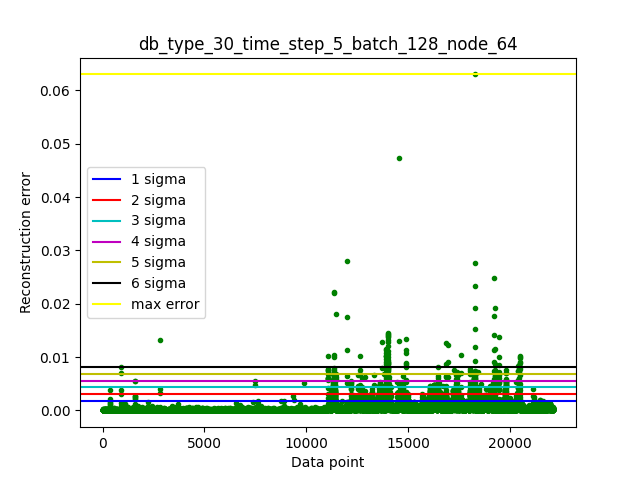 db_type_30_time_step_5_batch_128_node_64
0.06
0.05
0.04
0.03
0.02
0.01
0.00
Reconstruction error
1 sigma
2 sigma
3 sigma
4 sigma
5 sigma
6 sigma
max error
0
5000
10000
15000
20000
Data point